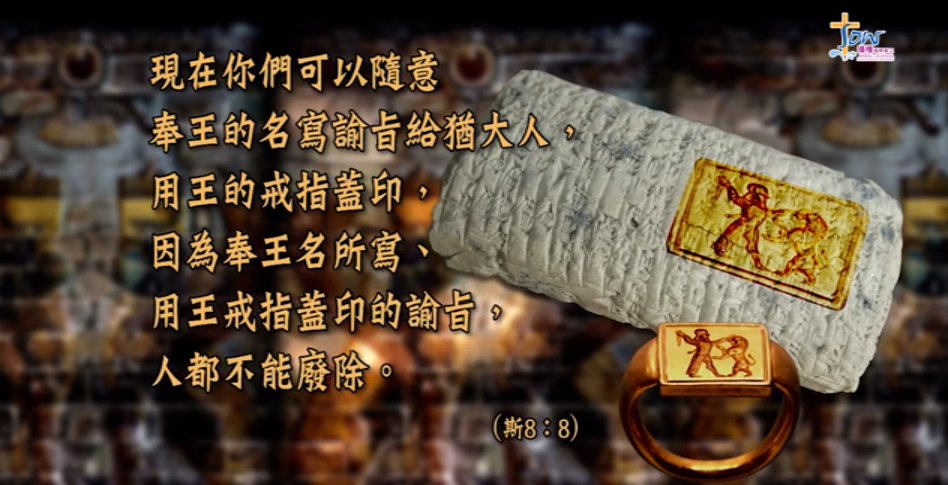 現在你們可以隨意
奉王的名寫諭旨給猶大人，
用王的戒指蓋印，
因為奉王名所寫、
用王戒指蓋印的諭旨，
人都不能廢除。
(斯8：8)